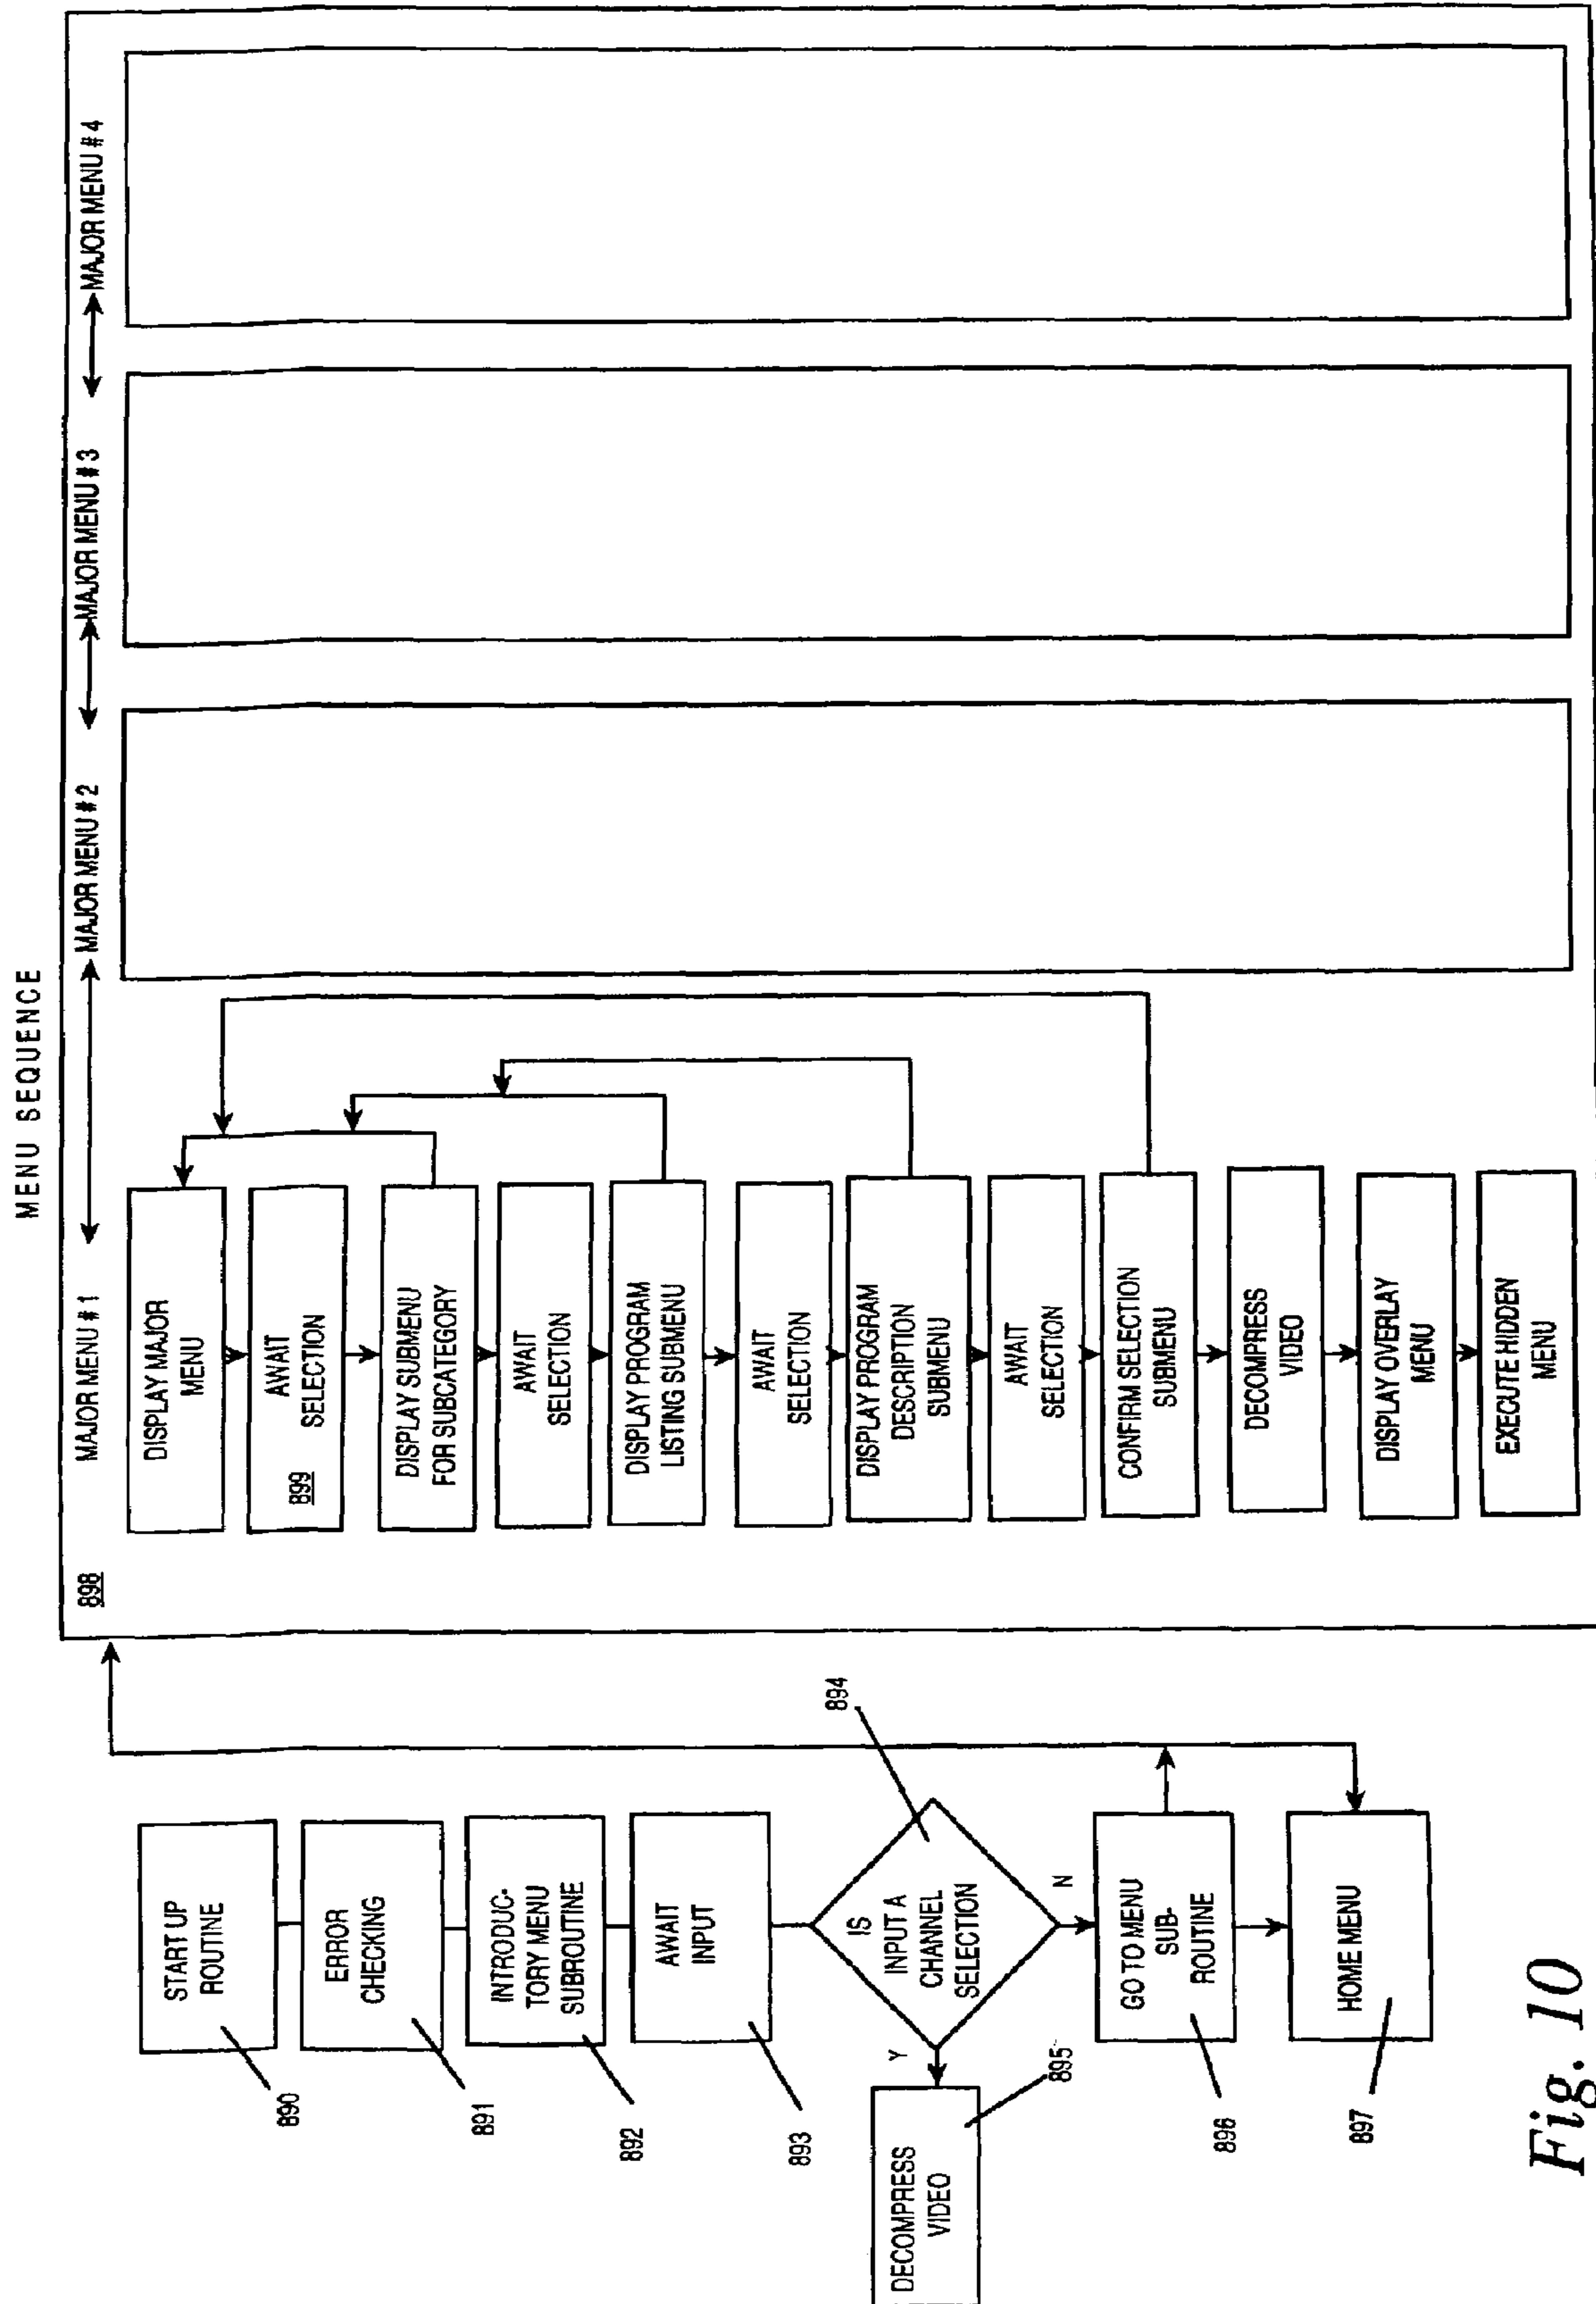 MENU SEQUENCE
START UP
ROUTINE
890
ERROR
CHECKING
891
INTRODUC-
TORY MENU
SUBROUTINE
892
AWAIT
INPUT
893
IS
INPUT A
CHANNEL
SELECTION
894
Y
N
DECOMPRESS
VIDEO
895
GO TO MENU
SUB-
ROUTINE
896
HOME MENU
897
898
MAJOR MENU # 1
MAJOR MENU # 2
MAJOR MENU # 3
MAJOR MENU # 4
DISPLAY MAJOR
MENU
AWAIT
SELECTION
899
DISPLAY SUBMENU
FOR SUBCATEGORY
AWAIT
SELECTION
DISPLAY PROGRAM
LISTING SUBMENU
AWAIT
SELECTION
DISPLAY PROGRAM
DESCRIPTION
SUBMENU
AWAIT
SELECTION
CONFIRM SELECTION
SUBMENU
DECOMPRESS
VIDEO
DISPLAY OVERLAY
MENU
EXECUTE HIDDEN
MENU
Fig. 10